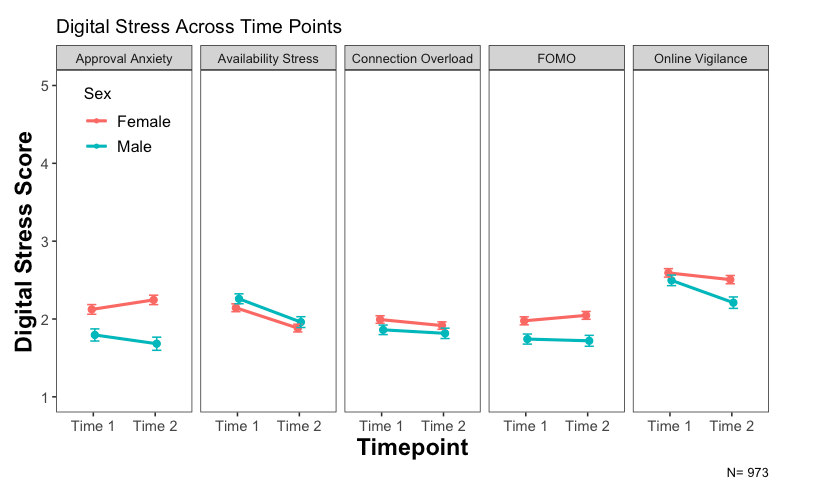 Digital Stress Across Time Points
Approval Anxiety
Availability Stress
Connection Overload
FOMO
Online Vigilance
Sex
Female
Male
5
4
3
2
1
Digital Stress Score
Time 1 Time 2
Time 1 Time 2
Time 1 Time 2
Time 1 Time 2
Time 1 Time 2
Timepoint
N= 973